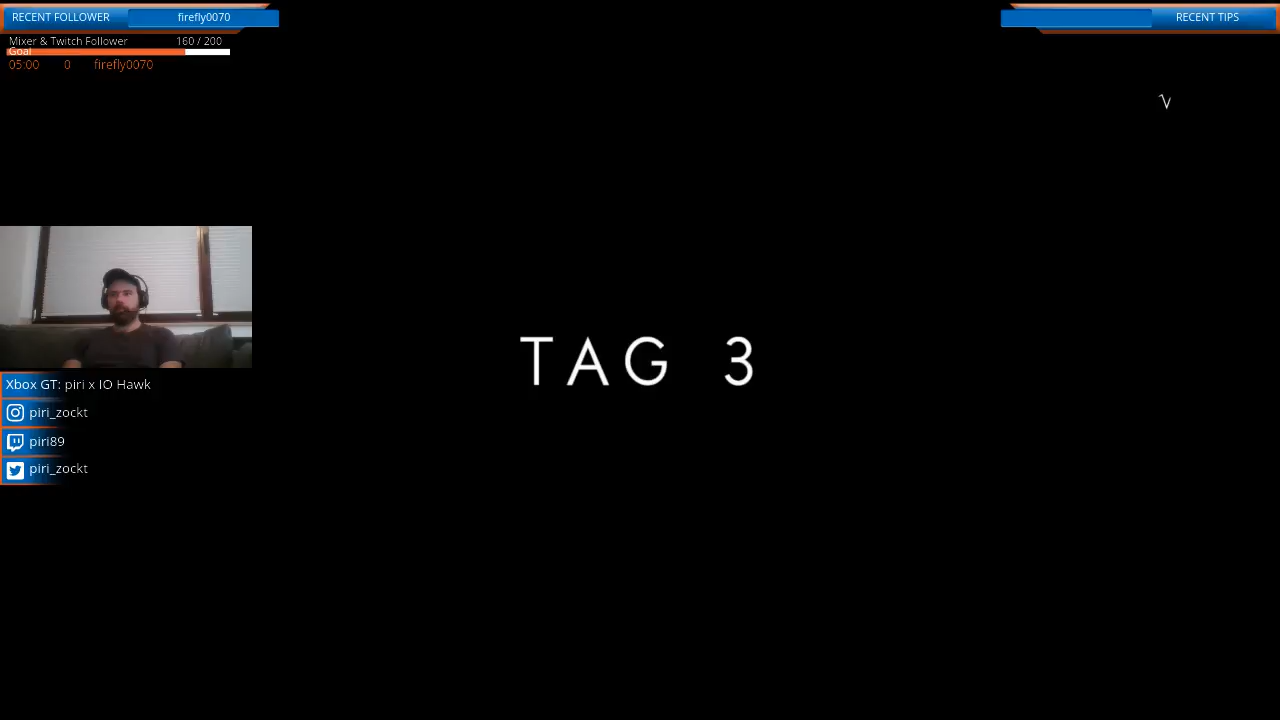 RECENT FOLLOWER firefly0070
RECENT TIPS
Mixer & Twitch Follower 160 / 200
Goal
05:00 0 firefly0070
TAG 3
Xbox GT: piri x IO Hawk
piri_zockt
piri89
piri_zockt